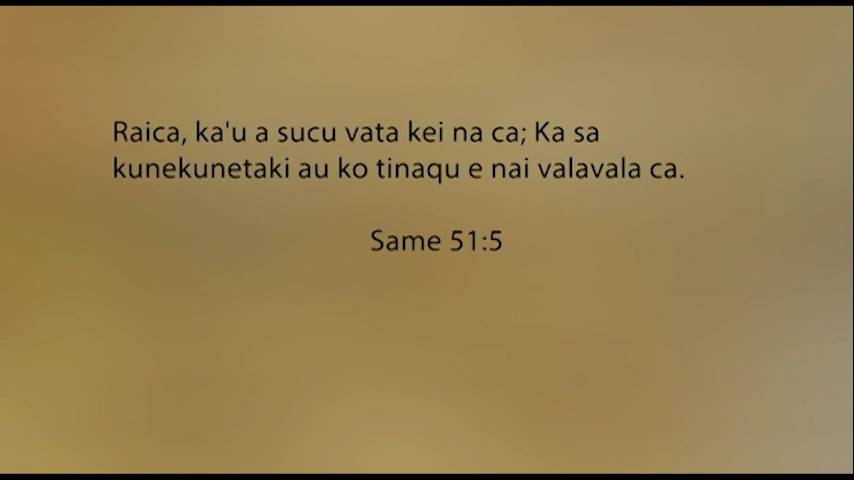 Raica, ka'u a sucu vata kei na ca; Ka sa
kunekunetaki au ko tinaqu e nai valavala ca.
Same 51:5